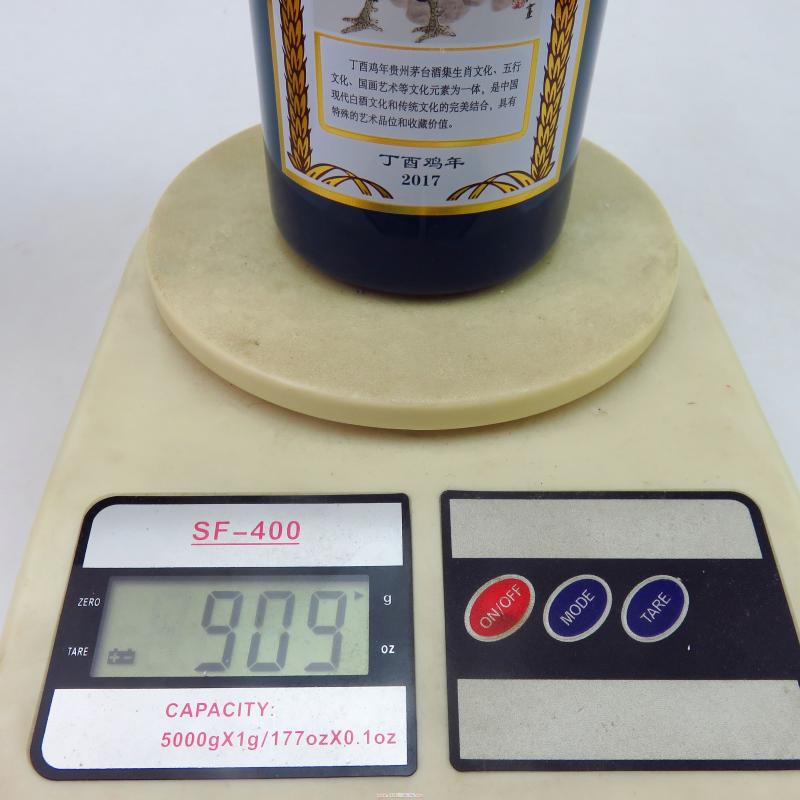 丁酉鸡年贵州茅台酒集生肖文化、五行
文化、国画艺术等文化元素为一体，是中国
现代白酒文化和传统文化的完美结合，具有
特殊的艺术品位和收藏价值。
丁酉鸡年
2017
SF-400
ZERO
g
909
TARE
oz
CAPACITY:
5000gX1g/177ozX0.1oz
ON/OFF
MODE
TARE